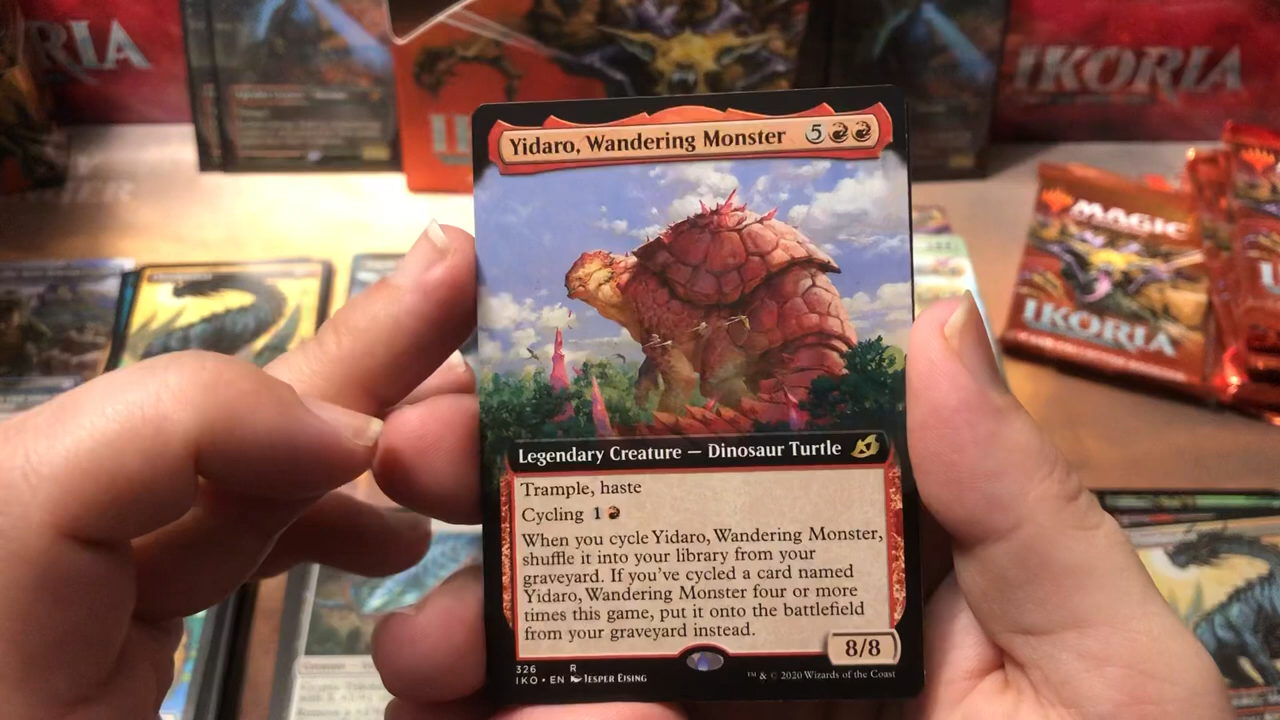 RIA
IKORIA
Yidaro, Wandering Monster 5
MAGIC
IKORIA
Legendary Creature — Dinosaur Turtle
Trample, haste
Cycling 1
When you cycle Yidaro, Wandering Monster,
shuffle it into your library from your
graveyard. If you've cycled a card named
Yidaro, Wandering Monster four or more
times this game, put it onto the battlefield
from your graveyard instead.
8/8
326 R
IKO • EN Jesper Ejsing
™ & © 2020 Wizards of the Coast